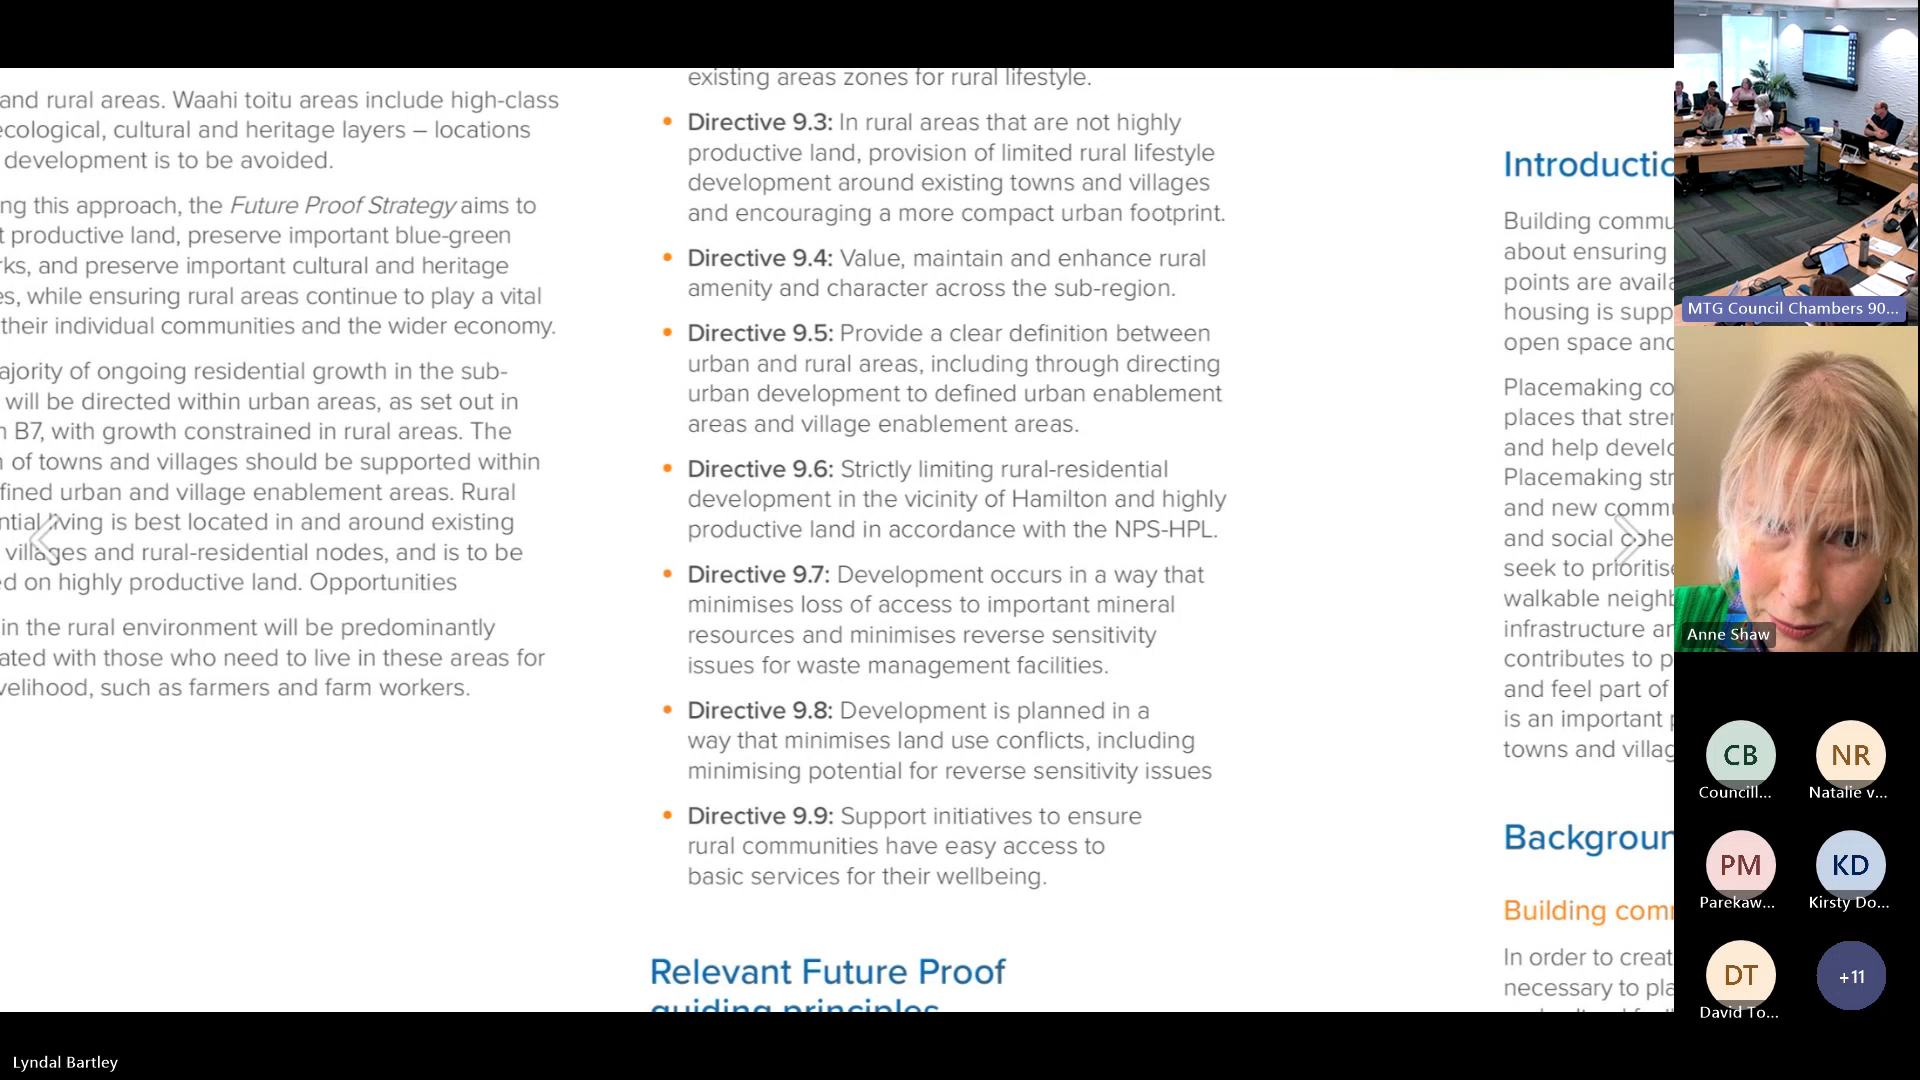 and rural areas. Waahi toitu areas include high-class
ecological, cultural and heritage layers – locations
development is to be avoided.
ng this approach, the Future Proof Strategy aims to
t productive land, preserve important blue-green
rks, and preserve important cultural and heritage
es, while ensuring rural areas continue to play a vital
their individual communities and the wider economy.
ajority of ongoing residential growth in the sub-
will be directed within urban areas, as set out in
n B7, with growth constrained in rural areas. The
n of towns and villages should be supported within
fined urban and village enablement areas. Rural
ntial living is best located in and around existing
villages and rural-residential nodes, and is to be
ed on highly productive land. Opportunities
in the rural environment will be predominantly
ated with those who need to live in these areas for
velihood, such as farmers and farm workers.
existing areas zones for rural lifestyle.
• Directive 9.3: In rural areas that are not highly
productive land, provision of limited rural lifestyle
development around existing towns and villages
and encouraging a more compact urban footprint.
• Directive 9.4: Value, maintain and enhance rural
amenity and character across the sub-region.
• Directive 9.5: Provide a clear definition between
urban and rural areas, including through directing
urban development to defined urban enablement
areas and village enablement areas.
• Directive 9.6: Strictly limiting rural-residential
development in the vicinity of Hamilton and highly
productive land in accordance with the NPS-HPL.
• Directive 9.7: Development occurs in a way that
minimises loss of access to important mineral
resources and minimises reverse sensitivity
issues for waste management facilities.
• Directive 9.8: Development is planned in a
way that minimises land use conflicts, including
minimising potential for reverse sensitivity issues
• Directive 9.9: Support initiatives to ensure
rural communities have easy access to
basic services for their wellbeing.
Relevant Future Proof
guiding principles
Introductio
Building commu
about ensuring
points are availa
housing is supp
open space and
Placemaking co
places that stren
and help develo
Placemaking str
and new commu
and social cohe
seek to prioritise
walkable neighb
infrastructure an
contributes to p
and feel part of
is an important p
towns and villag
Backgroun
Building comm
In order to creat
necessary to pla
MTG Council Chambers 90...
Anne Shaw
CB
Councill...
NR
Natalie v...
PM
Parekaw...
KD
Kirsty Do...
DT
David To...
+11
Lyndal Bartley